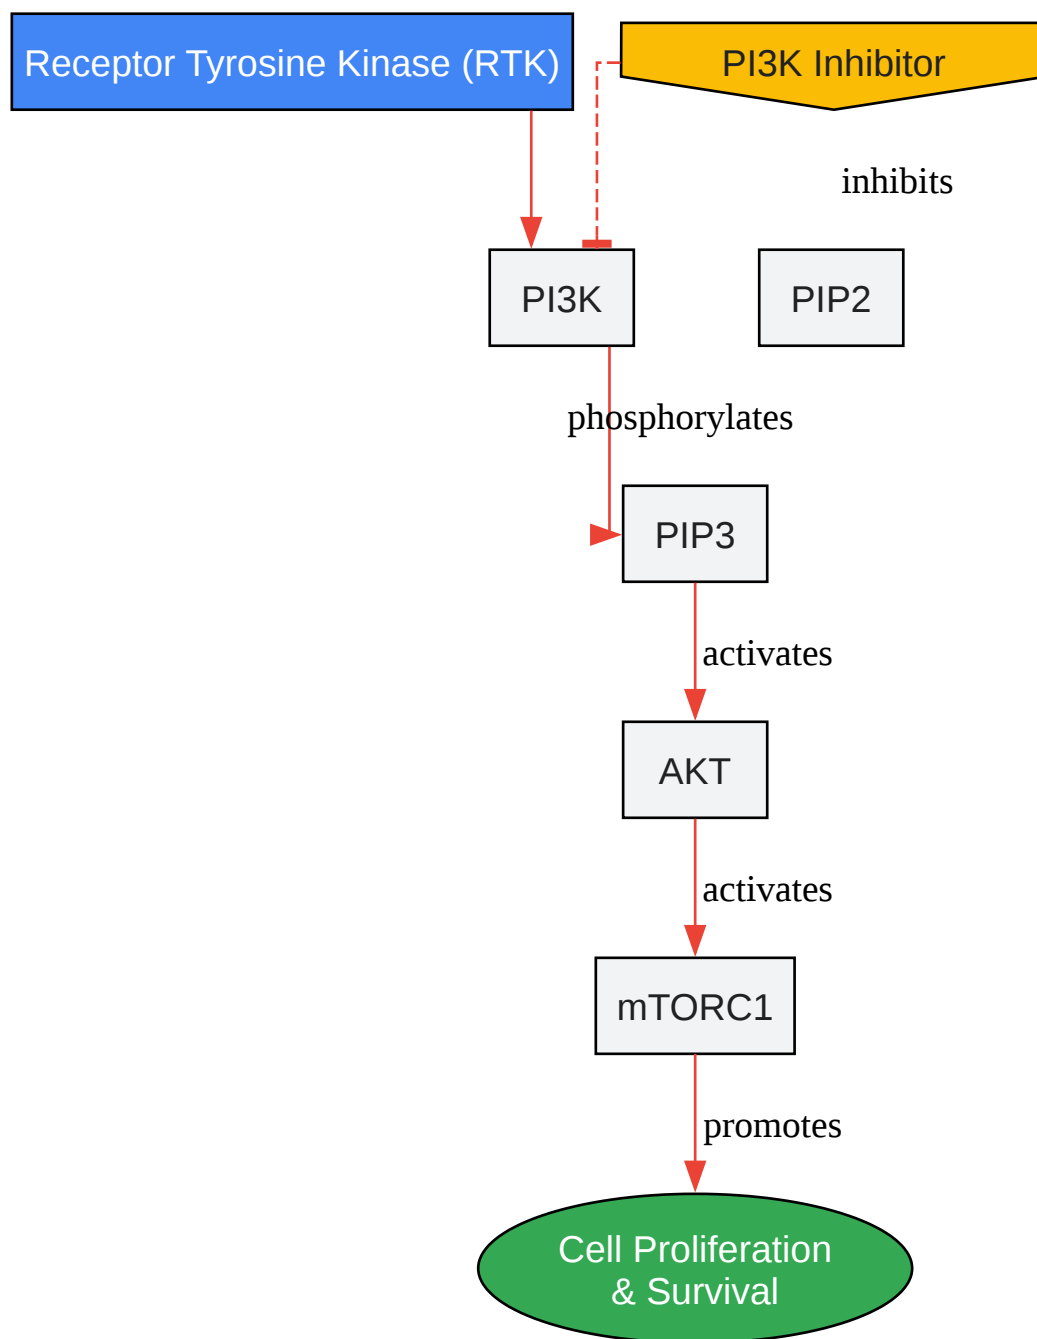 Receptor Tyrosine Kinase (RTK)
PI3K Inhibitor
inhibits
PI3K
PIP2
phosphorylates
PIP3
activates
AKT
activates
mTORC1
promotes
Cell Proliferation
& Survival